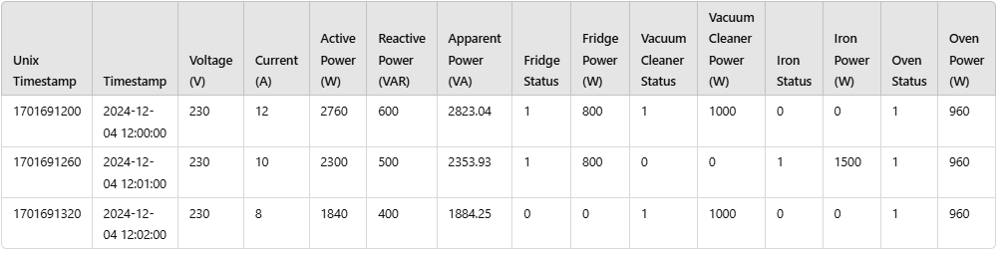 Unix Timestamp | Timestamp | Voltage (V) | Current (A) | Active Power (W) | Reactive Power (VAR) | Apparent Power (VA) | Fridge Status | Fridge Power (W) | Vacuum Cleaner Status | Vacuum Cleaner Power (W) | Iron Status | Iron Power (W) | Oven Status | Oven Power (W)
1701691200 | 2024-12-04 12:00:00 | 230 | 12 | 2760 | 600 | 2823.04 | 1 | 800 | 1 | 1000 | 0 | 0 | 1 | 960
1701691260 | 2024-12-04 12:01:00 | 230 | 10 | 2300 | 500 | 2353.93 | 1 | 800 | 0 | 0 | 1 | 1500 | 1 | 960
1701691320 | 2024-12-04 12:02:00 | 230 | 8 | 1840 | 400 | 1884.25 | 0 | 0 | 1 | 1000 | 0 | 0 | 1 | 960